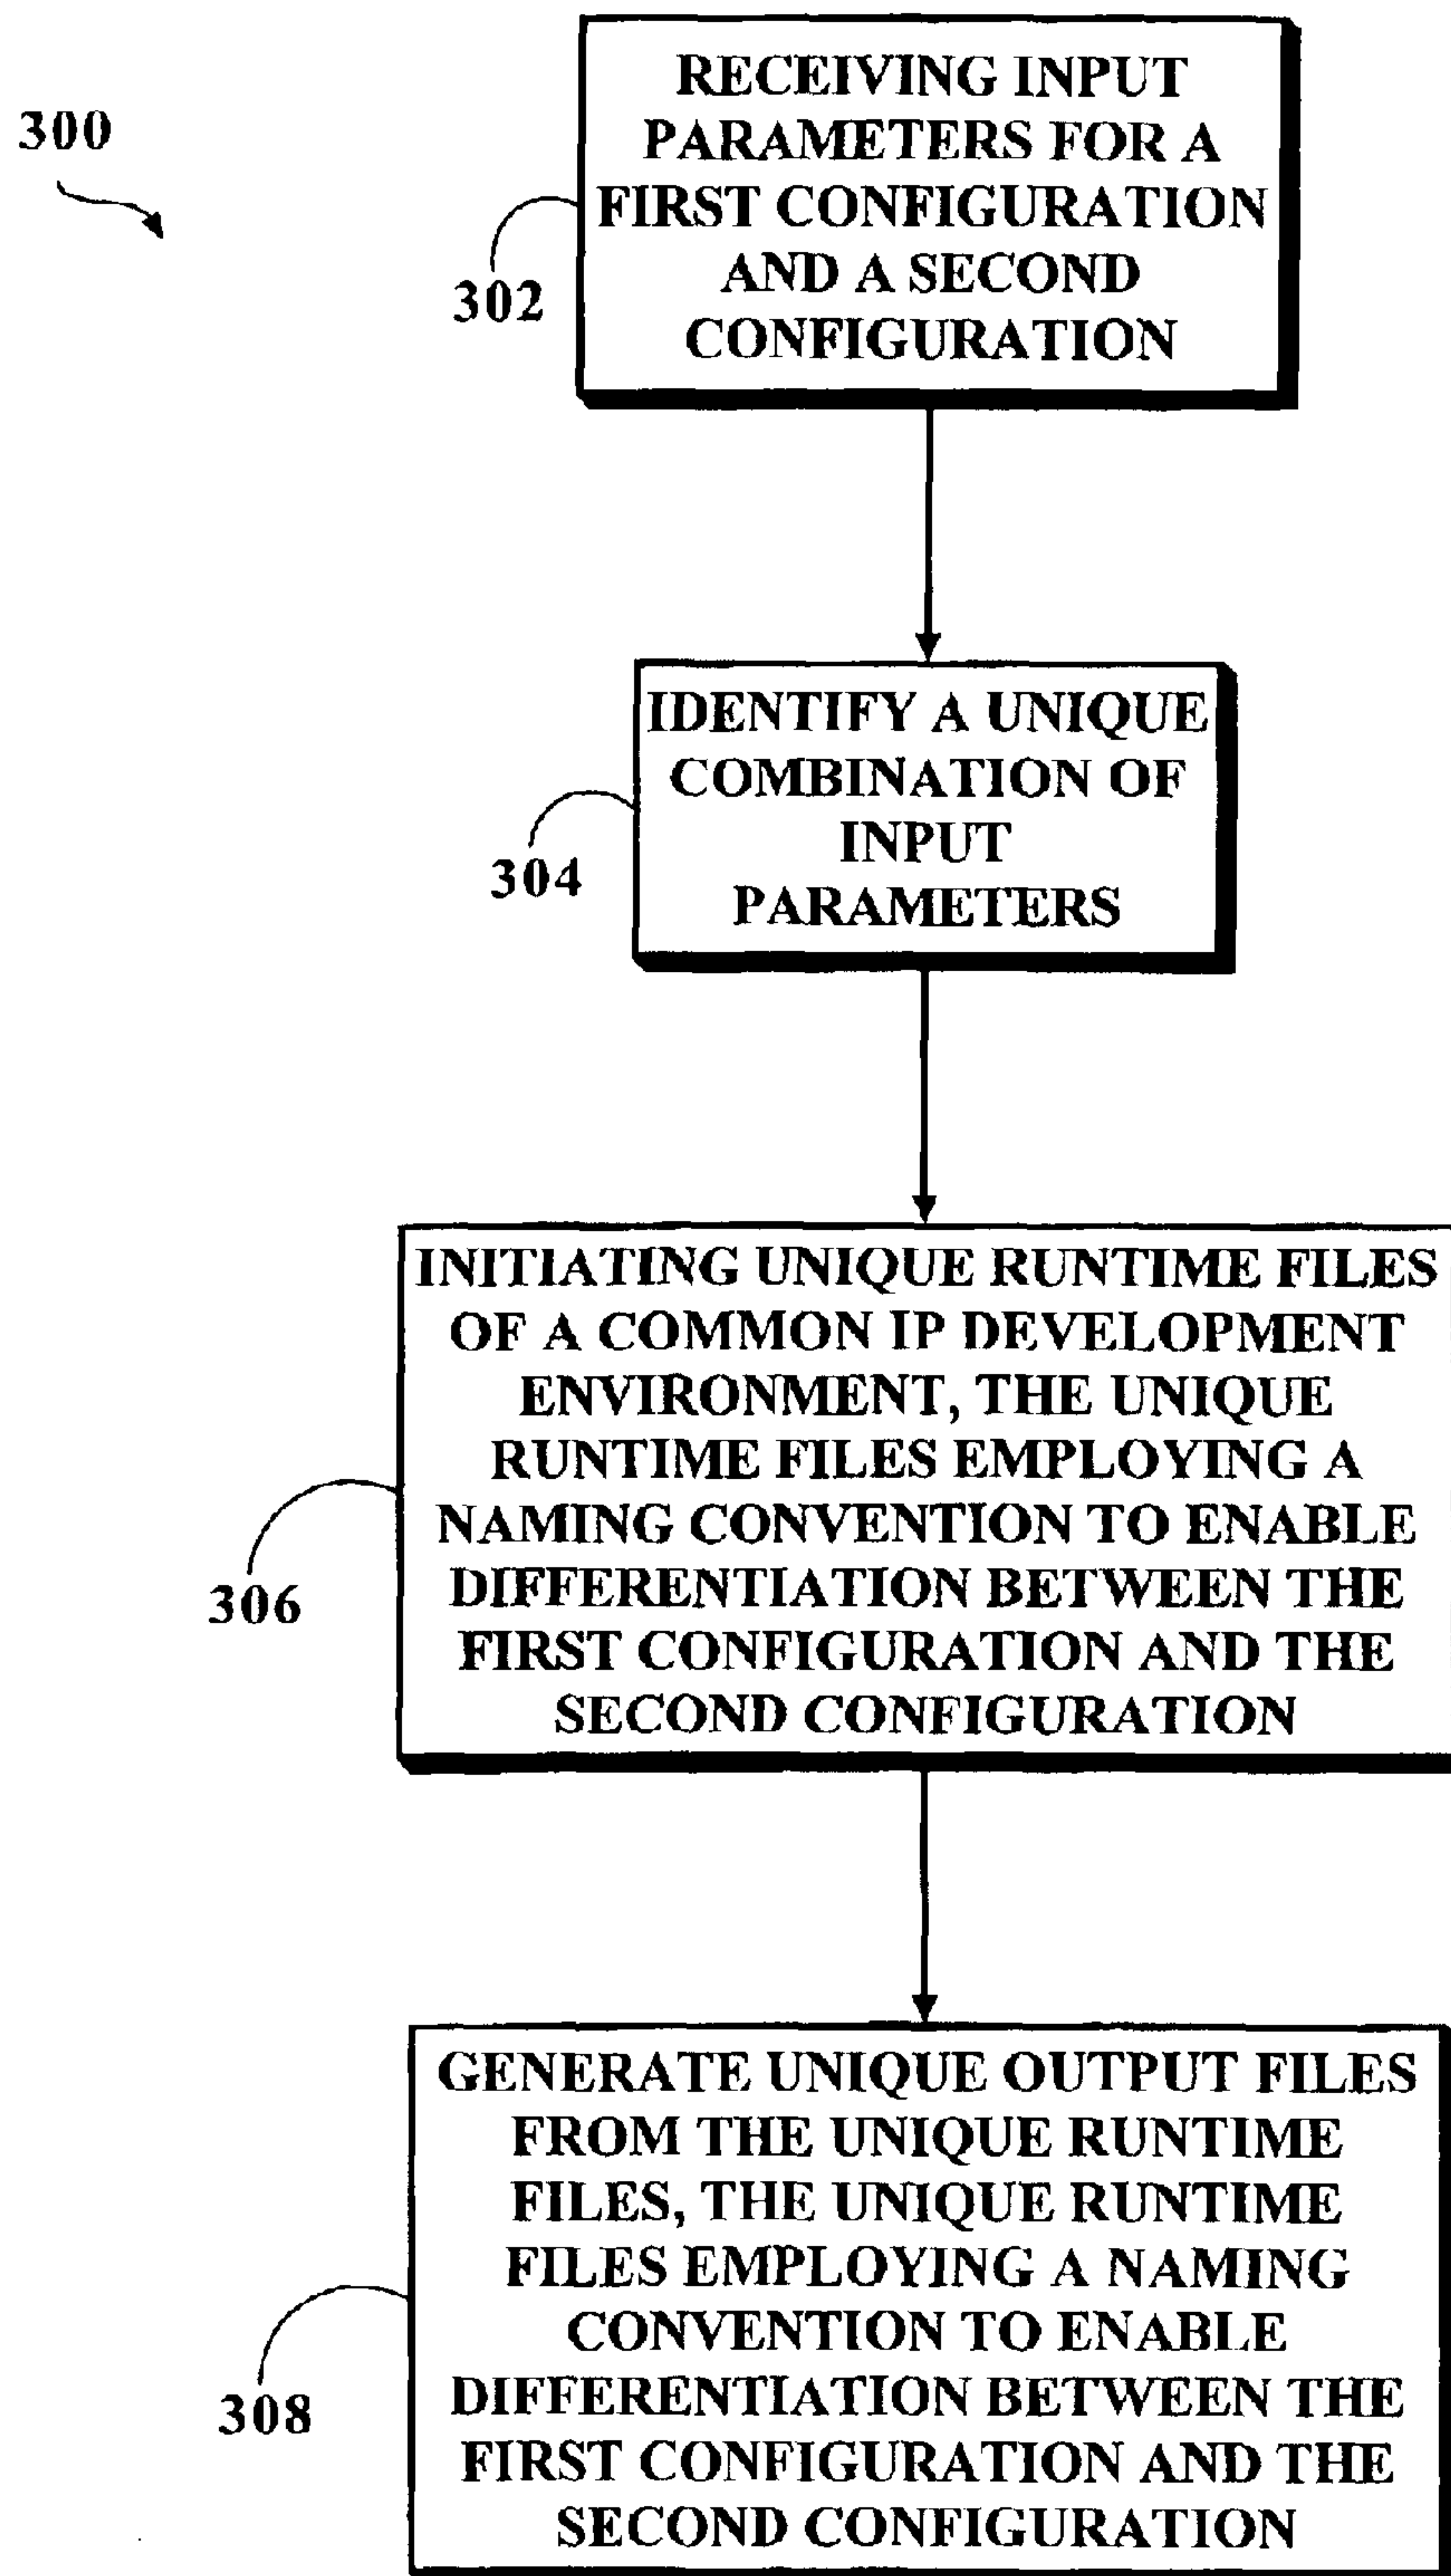 300
RECEIVING INPUT
PARAMETERS FOR A
FIRST CONFIGURATION
AND A SECOND
CONFIGURATION
302
IDENTIFY A UNIQUE
COMBINATION OF
INPUT
PARAMETERS
304
INITIATING UNIQUE RUNTIME FILES
OF A COMMON IP DEVELOPMENT
ENVIRONMENT, THE UNIQUE
RUNTIME FILES EMPLOYING A
NAMING CONVENTION TO ENABLE
DIFFERENTIATION BETWEEN THE
FIRST CONFIGURATION AND THE
SECOND CONFIGURATION
306
GENERATE UNIQUE OUTPUT FILES
FROM THE UNIQUE RUNTIME
FILES, THE UNIQUE RUNTIME
FILES EMPLOYING A NAMING
CONVENTION TO ENABLE
DIFFERENTIATION BETWEEN THE
FIRST CONFIGURATION AND THE
SECOND CONFIGURATION
308